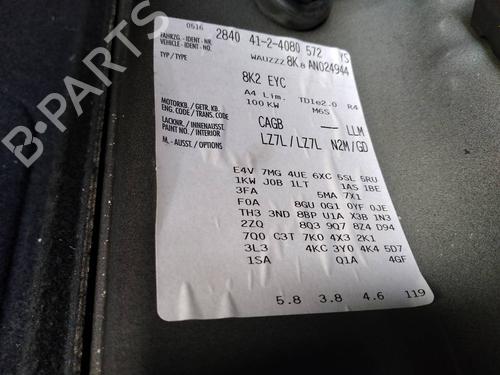 0516
FAHRZG.-IDENT-NR. 2840 41-2-4080 572 YS
VEHICLE-IDENT-NO. WAUZZZ8K8AN024944
TYP/TYPE 8K2 EYC
A4 Lim. TDIe2.0 R4
100 KW M6S
MOTORKB./GETR.KB.
ENG.CODE/TRANS.CODE CAGB — LLM
LACKNR./INNENAUSST.
PAINT NO./INTERIOR LZ7L/LZ7L N2M/GD
M.-AUSST./OPTIONS
E4V 7MG 4UE 6XC 5SL 5RU
1KW J0B 1LT 1AS 1BE
3FA 5MA 7X1
F0A 8GU 0G1 0YF 0JE
TH3 3ND 8BP U1A X3B 1N3
2ZQ 8Q3 9Q7 8Z4 D94
7Q0 C3T 7K0 4X3 2K1
3L3 4KC 3Y0 4K4 5D7
1SA Q1A 4GF
5.8 3.8 4.6 119
B-Parts